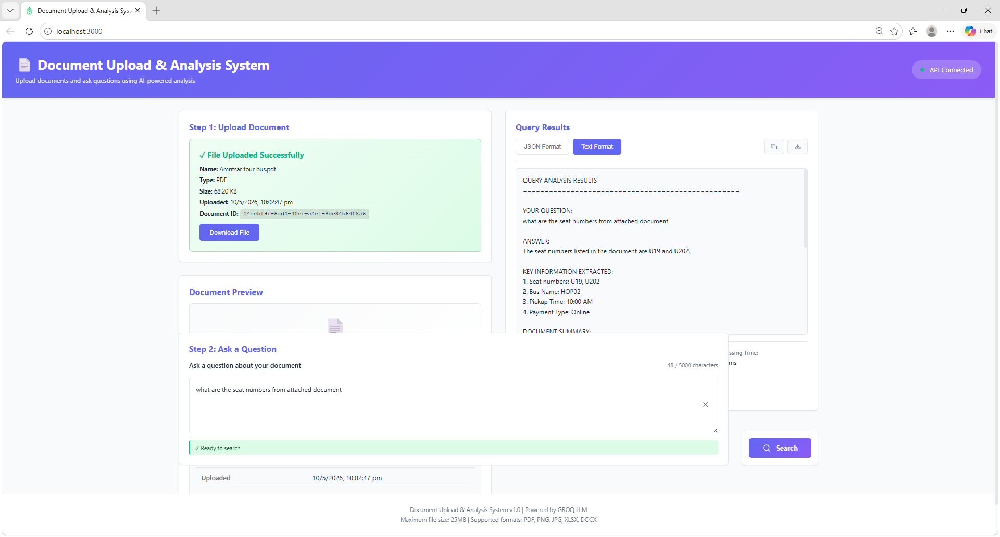 Document Upload & Analysis Syst
localhost:3000
Chat
Document Upload & Analysis System
Upload documents and ask questions using AI-powered analysis
API Connected
Step 1: Upload Document
✓ File Uploaded Successfully
Name: Amritsar tour bus.pdf
Type: PDF
Size: 68.20 KB
Uploaded: 10/5/2026, 10:02:47 pm
Document ID: 14eebf9b-5ad4-40ec-a4e1-8dc34b6408a5
Download File
Document Preview
Query Results
JSON Format Text Format
QUERY ANALYSIS RESULTS
==================================================
YOUR QUESTION:
what are the seat numbers from attached document
ANSWER:
The seat numbers listed in the document are U19 and U202.
KEY INFORMATION EXTRACTED:
1. Seat numbers: U19, U202
2. Bus Name: HOP02
3. Pickup Time: 10:00 AM
4. Payment Type: Online
DOCUMENT SUMMARY:
essing Time:
ms
Step 2: Ask a Question
Ask a question about your document
48 / 5000 characters
what are the seat numbers from attached document
✓ Ready to search
Search
Uploaded 10/5/2026, 10:02:47 pm
Document Upload & Analysis System v1.0 | Powered by GROQ LLM
Maximum file size: 25MB | Supported formats: PDF, PNG, JPG, XLSX, DOCX